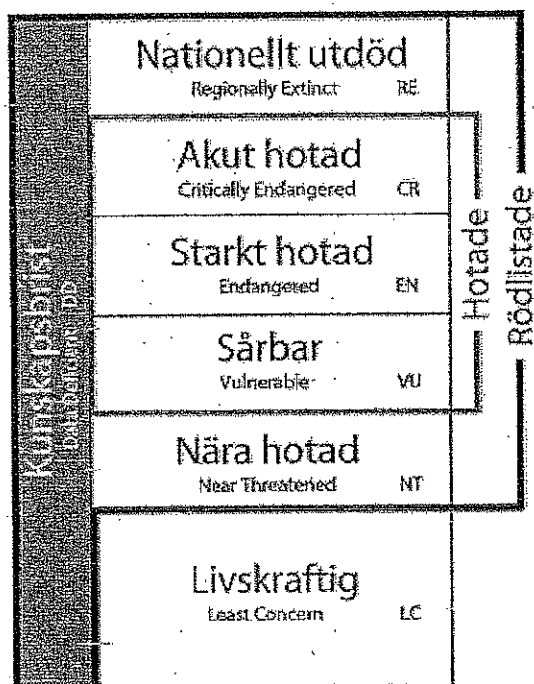 Nationellt utdöd
Regionally Extinct RE
Akut hotad
Critically Endangered CR
Starkt hotad
Endangered EN
Sårbar
Vulnerable VU
Nära hotad
Near Threatened NT
Livskraftig
Least Concern LC
Hotade
Rödlistade
Kunskapsbrist